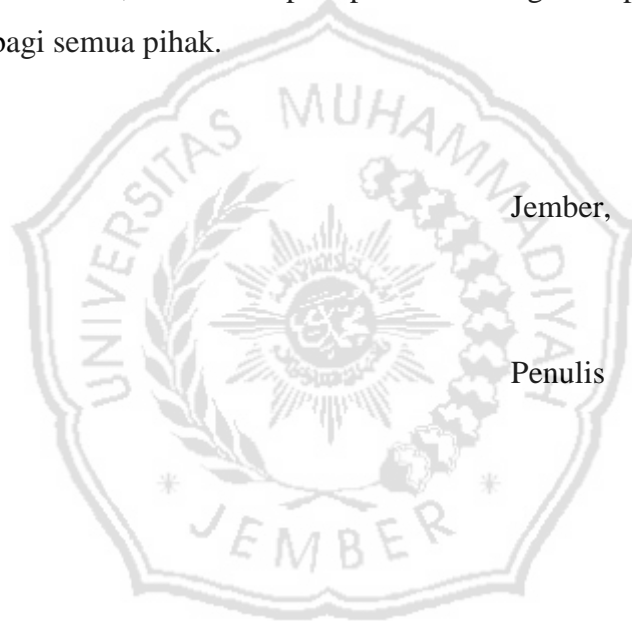 bagi semua pihak.
Jember,
Penulis
UNIVERSITAS MUHAMMADIYAH
JEMBER